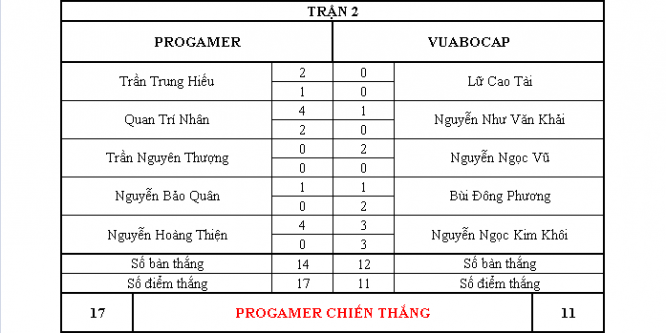 TRẬN 2
PROGAMER VUABOCAP
Trần Trung Hiếu 2 0 Lữ Cao Tài
1 0
Quan Trí Nhân 4 1 Nguyễn Như Văn Khải
2 0
Trần Nguyên Thượng 0 2 Nguyễn Ngọc Vũ
0 0
Nguyễn Bảo Quân 1 1 Bùi Đông Phương
0 2
Nguyễn Hoàng Thiện 4 3 Nguyễn Ngọc Kim Khôi
0 3
Số bàn thắng 14 12 Số bàn thắng
Số điểm thắng 17 11 Số điểm thắng
17 PROGAMER CHIẾN THẮNG 11